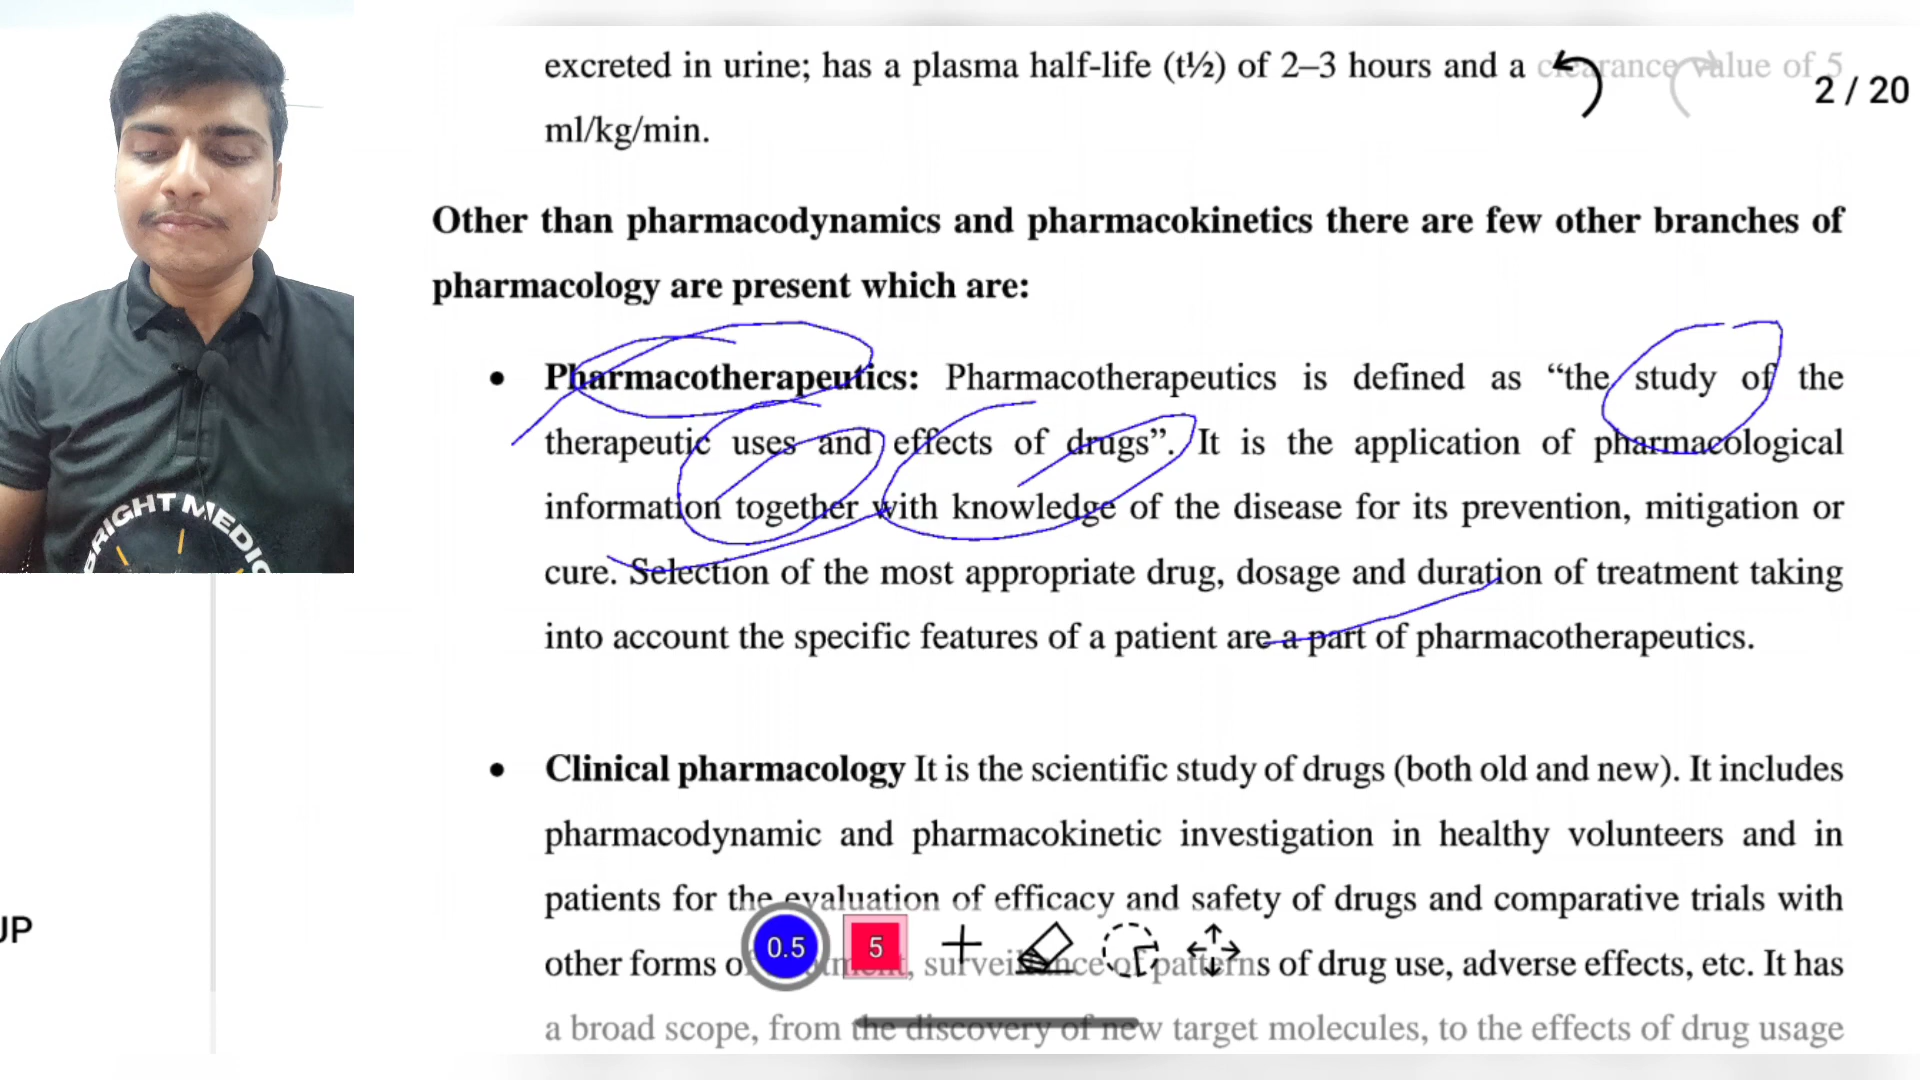 excreted in urine; has a plasma half-life (t½) of 2–3 hours and a clearance value of 5
2 / 20
ml/kg/min.
Other than pharmacodynamics and pharmacokinetics there are few other branches of
pharmacology are present which are:
• Pharmacotherapeutics: Pharmacotherapeutics is defined as “the study of the
therapeutic uses and effects of drugs”. It is the application of pharmacological
information together with knowledge of the disease for its prevention, mitigation or
cure. Selection of the most appropriate drug, dosage and duration of treatment taking
into account the specific features of a patient are a part of pharmacotherapeutics.
BRIGHT MEDIC
• Clinical pharmacology It is the scientific study of drugs (both old and new). It includes
pharmacodynamic and pharmacokinetic investigation in healthy volunteers and in
patients for the evaluation of efficacy and safety of drugs and comparative trials with
UP
0.5
5
other forms of treatment, surveillance of patterns of drug use, adverse effects, etc. It has
a broad scope, from the discovery of new target molecules, to the effects of drug usage